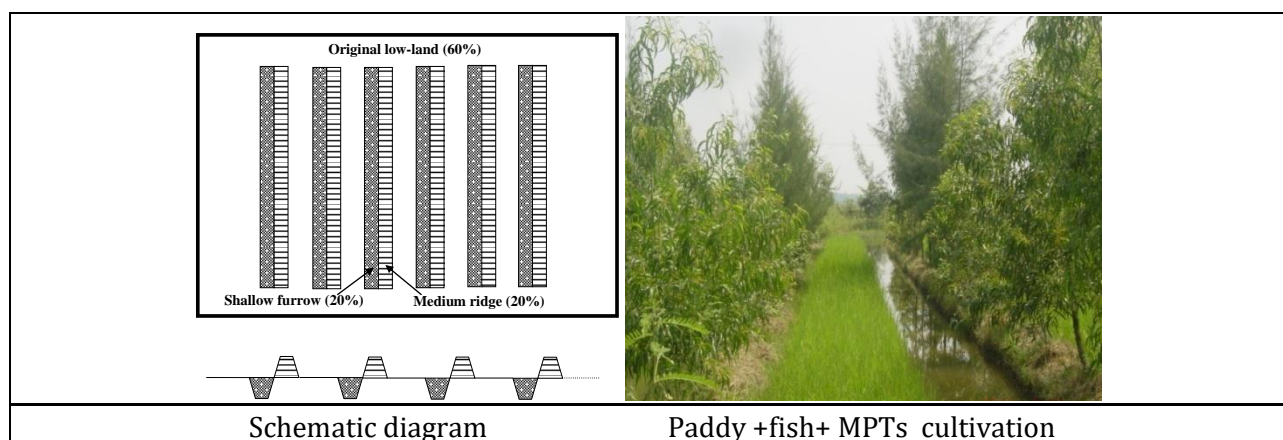 Original low-land (60%)
Shallow furrow (20%)
Medium ridge (20%)
Schematic diagram
Paddy +fish+ MPTs cultivation